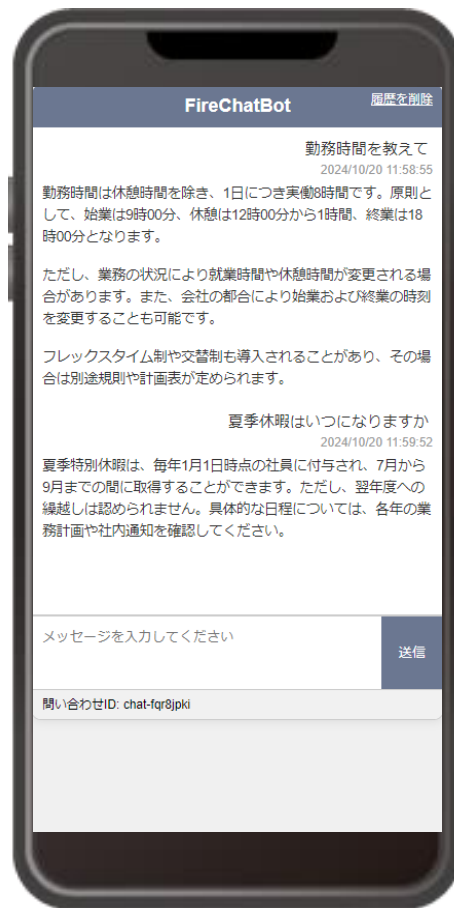 FireChatBot
履歴を削除
勤務時間を教えて
2024/10/20 11:58:55
勤務時間は休憩時間を除き、1日につき実働8時間です。原則と
して、始業は9時00分、休憩は12時00分から1時間、終業は18
時00分となります。
ただし、業務の状況により就業時間や休憩時間が変更される場
合があります。また、会社の都合により始業および終業の時刻
を変更することも可能です。
フレックスタイム制や交替制も導入されることがあり、その場
合は別途規則や計画表が定められます。
夏季休暇はいつになりますか
2024/10/20 11:59:52
夏季特別休暇は、毎年1月1日時点の社員に付与され、7月から
9月までの間に取得することができます。ただし、翌年度への
繰越しは認められません。具体的な日程については、各年の業
務計画や社内通知を確認してください。
メッセージを入力してください
送信
問い合わせID: chat-fqr8jpki